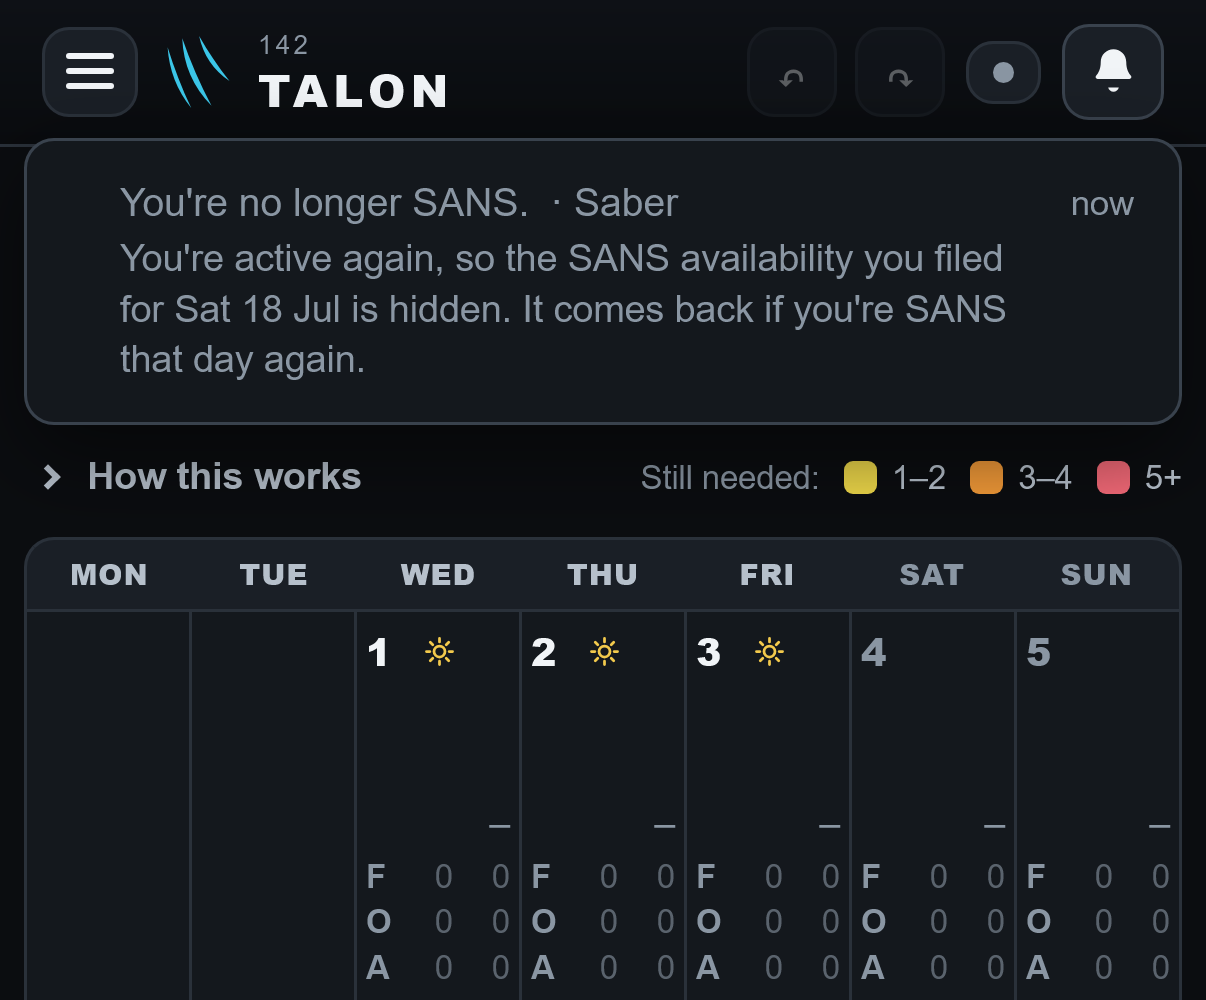 142
TALON
You're no longer SANS. · Saber now
You're active again, so the SANS availability you filed
for Sat 18 Jul is hidden. It comes back if you're SANS
that day again.
How this works Still needed: 1–2 3–4 5+
MON TUE WED THU FRI SAT SUN
1 2 3 4 5
– – – – –
F 0 0 F 0 0 F 0 0 F 0 0 F 0 0
O 0 0 O 0 0 O 0 0 O 0 0 O 0 0
A 0 0 A 0 0 A 0 0 A 0 0 A 0 0